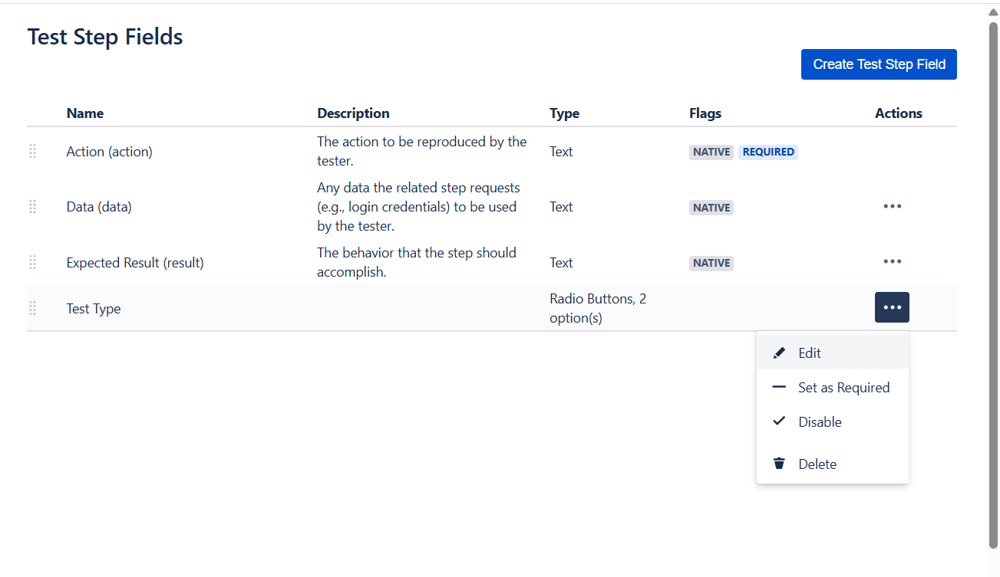 Test Step Fields
Create Test Step Field
Name Description Type Flags Actions
Action (action)
The action to be reproduced by the
tester.
Text
NATIVE REQUIRED
Data (data)
Any data the related step requests
(e.g., login credentials) to be used
by the tester.
Text
NATIVE
Expected Result (result)
The behavior that the step should
accomplish.
Text
NATIVE
Test Type
Radio Buttons, 2
option(s)
Edit
Set as Required
Disable
Delete